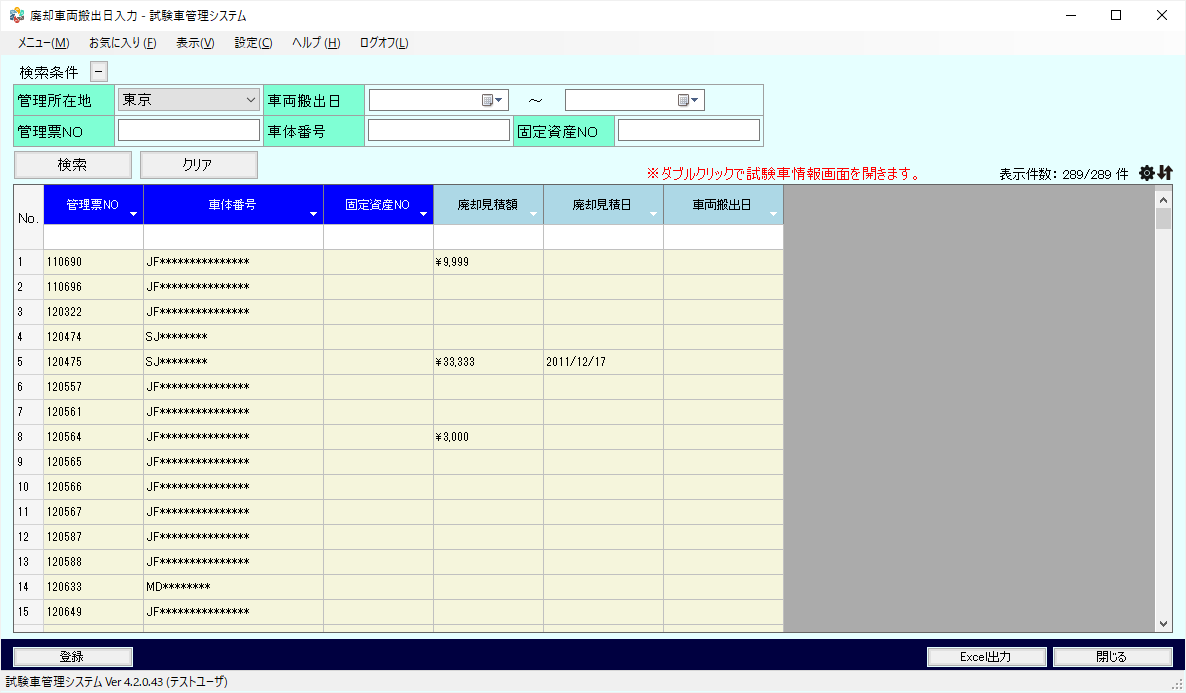 廃却車両搬出日入力 - 試験車管理システム
メニュー(M) お気に入り(F) 表示(V) 設定(C) ヘルプ(H) ログオフ(L)
検索条件 −
管理所在地 東京 車両搬出日 ～
管理票NO 車体番号 固定資産NO
検索 クリア
※ダブルクリックで試験車情報画面を開きます。 表示件数: 289/289 件
No. 管理票NO 車体番号 固定資産NO 廃却見積額 廃却見積日 車両搬出日
1 110690 JF*************** ¥9,999
2 110696 JF***************
3 120322 JF***************
4 120474 SJ********
5 120475 SJ******** ¥33,333 2011/12/17
6 120557 JF***************
7 120561 JF***************
8 120564 JF*************** ¥3,000
9 120565 JF***************
10 120566 JF***************
11 120567 JF***************
12 120587 JF***************
13 120588 JF***************
14 120633 MD********
15 120649 JF***************
登録 Excel出力 閉じる
試験車管理システム Ver 4.2.0.43 (テストユーザ)